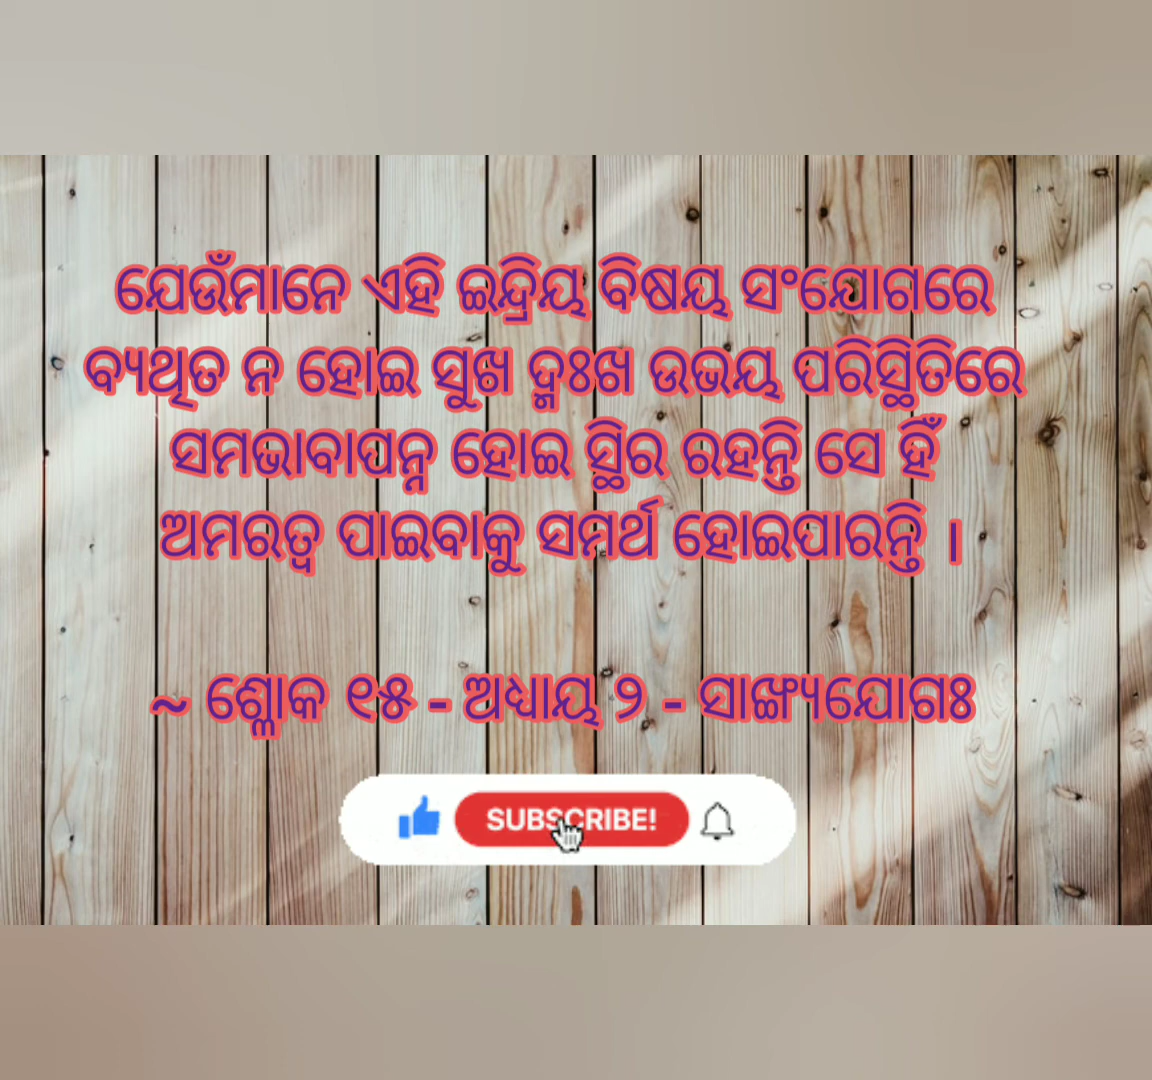 ଯେଉଁମାନେ ଏହି ଇନ୍ଦ୍ରିୟ ବିଷୟ ସଂଯୋଗରେ
ବ୍ୟଥିତ ନ ହୋଇ ସୁଖ ଦ୍ମଃଖ ଉଭୟ ପରିସ୍ଥିତିରେ
ସମଭାବାପନ୍ନ ହୋଇ ସ୍ଥିର ରହନ୍ତି ସେ ହିଁ
ଅମରତ୍ୱ ପାଇବାକୁ ସମର୍ଥ ହୋଇପାରନ୍ତି ।
~ ଶ୍ଳୋକ ୧୫ - ଅଧ୍ୟାୟ ୨ - ସାଙ୍ଖ୍ୟଯୋଗଃ
SUBSCRIBE!